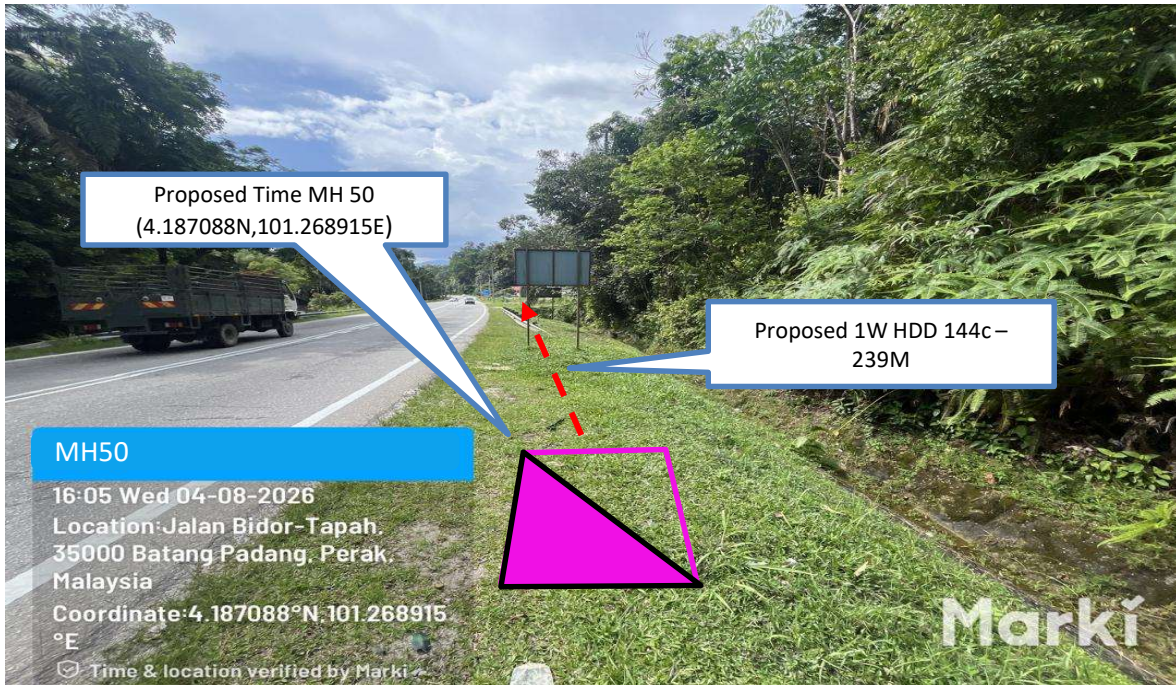 Proposed Time MH 50
(4.187088N,101.268915E)
Proposed 1W HDD 144c –
239M
MH50
16:05 Wed 04-08-2026
Location:Jalan Bidor-Tapah,
35000 Batang Padang, Perak,
Malaysia
Coordinate:4.187088°N,101.268915
°E
Time & location verified by Marki
Marki